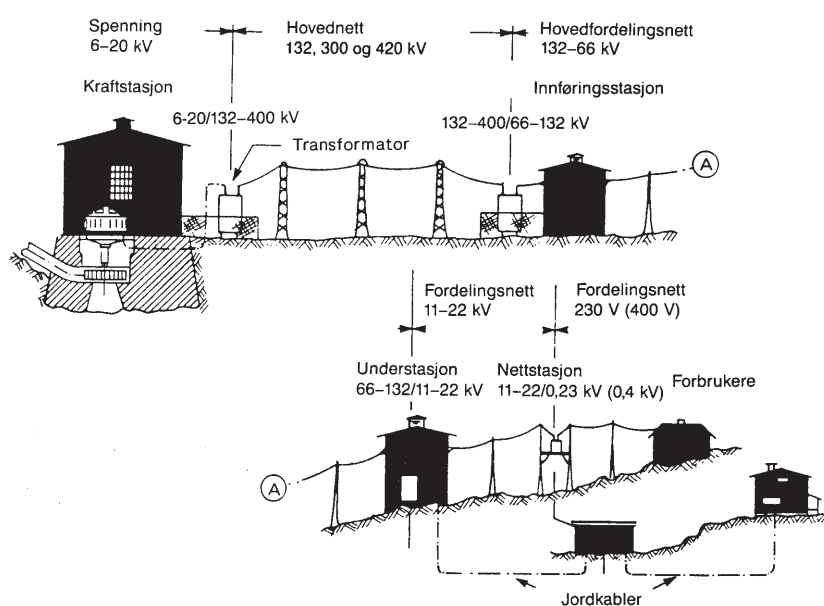 Spenning
6–20 kV
Hovednett
132, 300 og 420 kV
Hovedfordelingsnett
132–66 kV
Kraftstasjon
Innføringsstasjon
6-20/132–400 kV
132–400/66–132 kV
Transformator
A
Fordelingsnett
11–22 kV
Fordelingsnett
230 V (400 V)
Understasjon
66–132/11–22 kV
Nettstasjon
11–22/0,23 kV (0,4 kV)
Forbrukere
A
Jordkabler